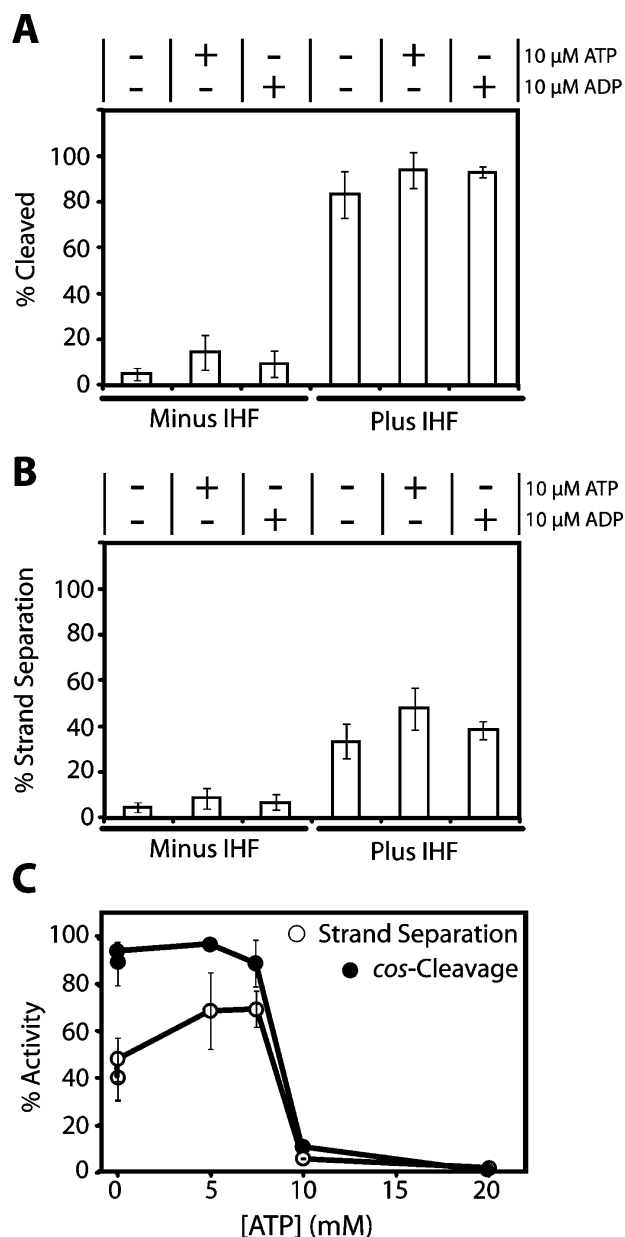 A
- + - - + - 10 µM ATP
- - + - - + 10 µM ADP
100
80
60
40
20
0
% Cleaved
Minus IHF Plus IHF
B
- + - - + - 10 µM ATP
- - + - - + 10 µM ADP
100
80
60
40
20
0
% Strand Separation
Minus IHF Plus IHF
C
Strand Separation
cos-Cleavage
100
80
60
40
20
0
% Activity
0 5 10 15 20
[ATP] (mM)